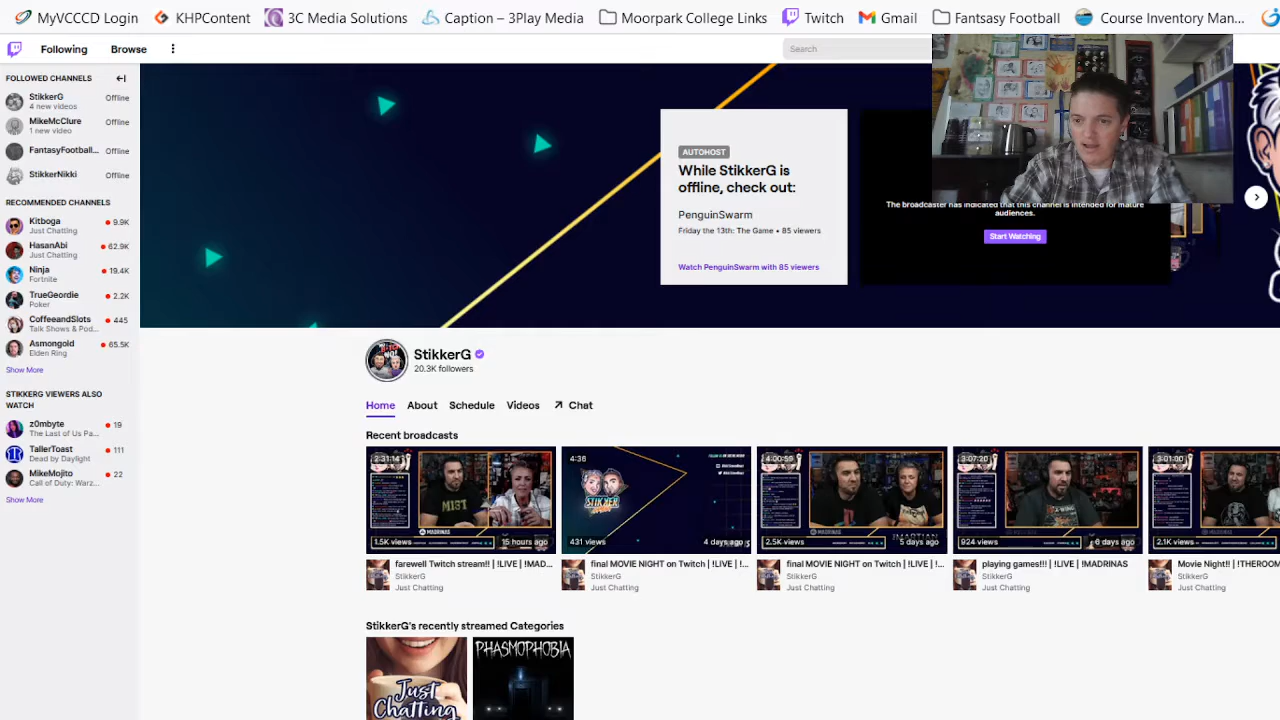 MyVCCCD Login
KHPContent
3C Media Solutions
Caption – 3Play Media
Moorpark College Links
Twitch
Gmail
Fantsasy Football
Course Inventory Man...
Following
Browse
Search
FOLLOWED CHANNELS
StikkerG
Offline
4 new videos
MikeMcClure
Offline
1 new video
FantasyFootball...
Offline
StikkerNikki
Offline
RECOMMENDED CHANNELS
Kitboga
9.9K
Just Chatting
HasanAbi
62.9K
Just Chatting
Ninja
19.4K
Fortnite
TrueGeordie
2.2K
Poker
CoffeeandSlots
445
Talk Shows & Pod...
Asmongold
65.5K
Elden Ring
Show More
STIKKERG VIEWERS ALSO
WATCH
z0mbyte
19
The Last of Us Pa...
TallerToast
111
Dead by Daylight
MikeMojito
22
Call of Duty: Warz...
Show More
AUTOHOST
While StikkerG is
offline, check out:
PenguinSwarm
Friday the 13th: The Game • 85 viewers
Watch PenguinSwarm with 85 viewers
The broadcaster has indicated that this channel is intended for mature
audiences.
Start Watching
StikkerG
20.3K followers
Home
About
Schedule
Videos
Chat
Recent broadcasts
2:31:14
1.5K views
15 hours ago
farewell Twitch stream!! | !LIVE | !MAD...
StikkerG
Just Chatting
4:36
431 views
4 days ago
final MOVIE NIGHT on Twitch | !LIVE | !...
StikkerG
Just Chatting
4:00:59
2.5K views
5 days ago
final MOVIE NIGHT on Twitch | !LIVE | !...
StikkerG
Just Chatting
3:07:20
924 views
6 days ago
playing games!!! | !LIVE | !MADRINAS
StikkerG
Just Chatting
3:01:00
2.1K views
Movie Night!! | !THEROOM
StikkerG
Just Chatting
StikkerG's recently streamed Categories
Just
Chatting
PHASMOPHOBIA